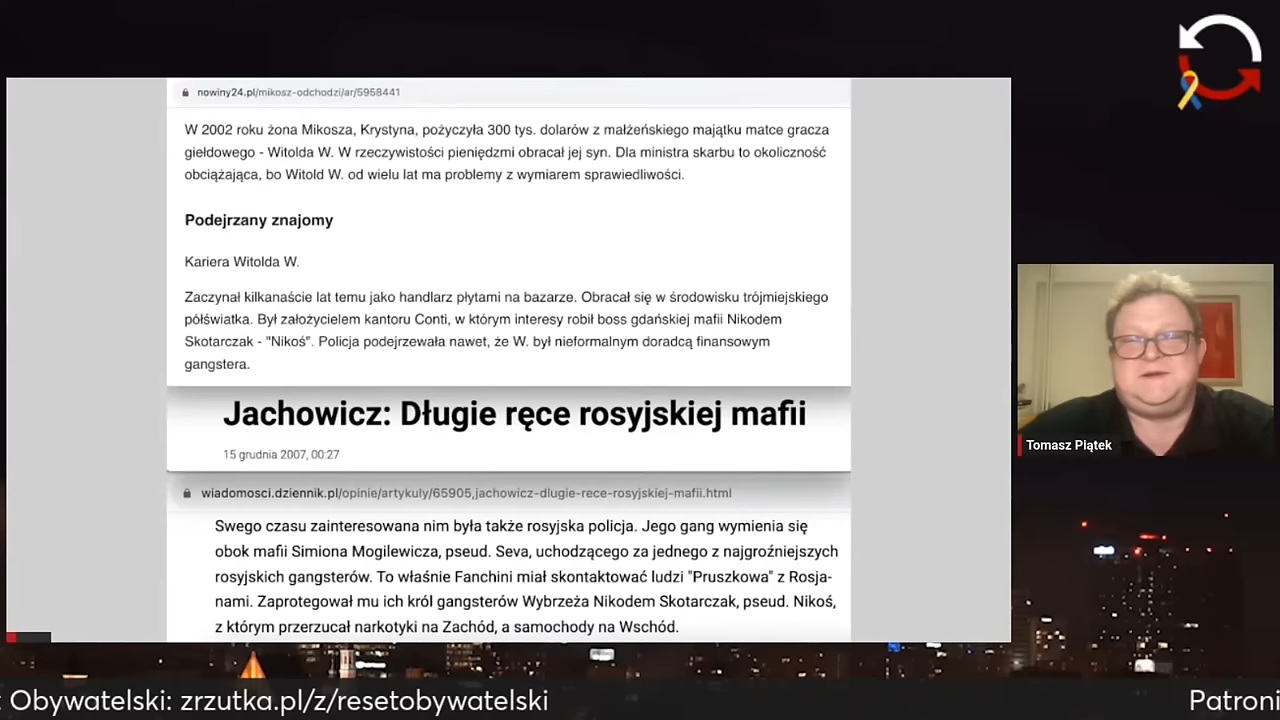 nowiny24.pl/mikosz-odchodzi/ar/5958441
W 2002 roku żona Mikosza, Krystyna, pożyczyła 300 tys. dolarów z małżeńskiego majątku matce gracza
giełdowego - Witolda W. W rzeczywistości pieniędzmi obracał jej syn. Dla ministra skarbu to okoliczność
obciążająca, bo Witold W. od wielu lat ma problemy z wymiarem sprawiedliwości.
Podejrzany znajomy
Kariera Witolda W.
Zaczynał kilkanaście lat temu jako handlarz płytami na bazarze. Obracał się w środowisku trójmiejskiego
półświatka. Był założycielem kantoru Conti, w którym interesy robił boss gdańskiej mafii Nikodem
Skotarczak - "Nikoś". Policja podejrzewała nawet, że W. był nieformalnym doradcą finansowym
gangstera.
Jachowicz: Długie ręce rosyjskiej mafii
15 grudnia 2007, 00:27
wiadomosci.dziennik.pl/opinie/artykuly/65905,jachowicz-dlugie-rece-rosyjskiej-mafii.html
Swego czasu zainteresowana nim była także rosyjska policja. Jego gang wymienia się
obok mafii Simiona Mogilewicza, pseud. Seva, uchodzącego za jednego z najgroźniejszych
rosyjskich gangsterów. To właśnie Fanchini miał skontaktować ludzi "Pruszkowa" z Rosja-
nami. Zaprotegował mu ich król gangsterów Wybrzeża Nikodem Skotarczak, pseud. Nikoś,
z którym przerzucał narkotyki na Zachód, a samochody na Wschód.
Tomasz Piątek
: Obywatelski: zrzutka.pl/z/resetobywatelski
Patroni